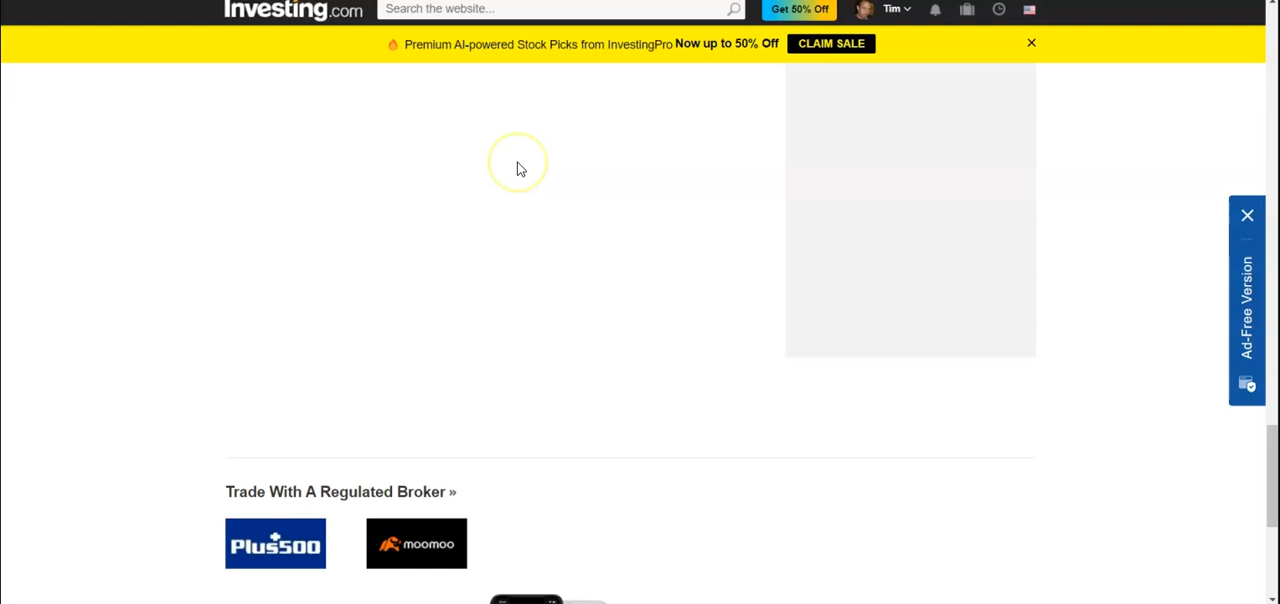 Investing.com
Search the website...
Get 50% Off
Tim
Premium AI-powered Stock Picks from InvestingPro Now up to 50% Off
CLAIM SALE
Ad-Free Version
Trade With A Regulated Broker »
Plus500
moomoo